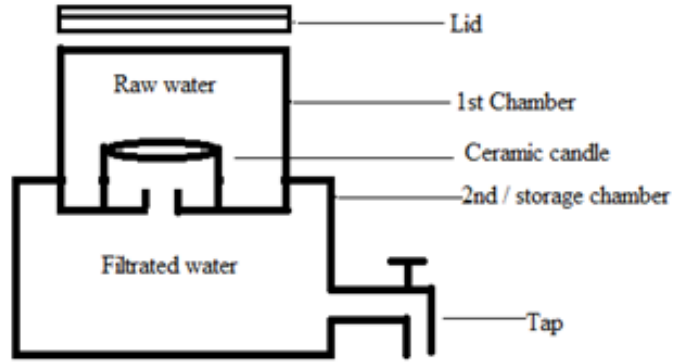 Lid
Raw water
1st Chamber
Ceramic candle
2nd / storage chamber
Filtrated water
Tap